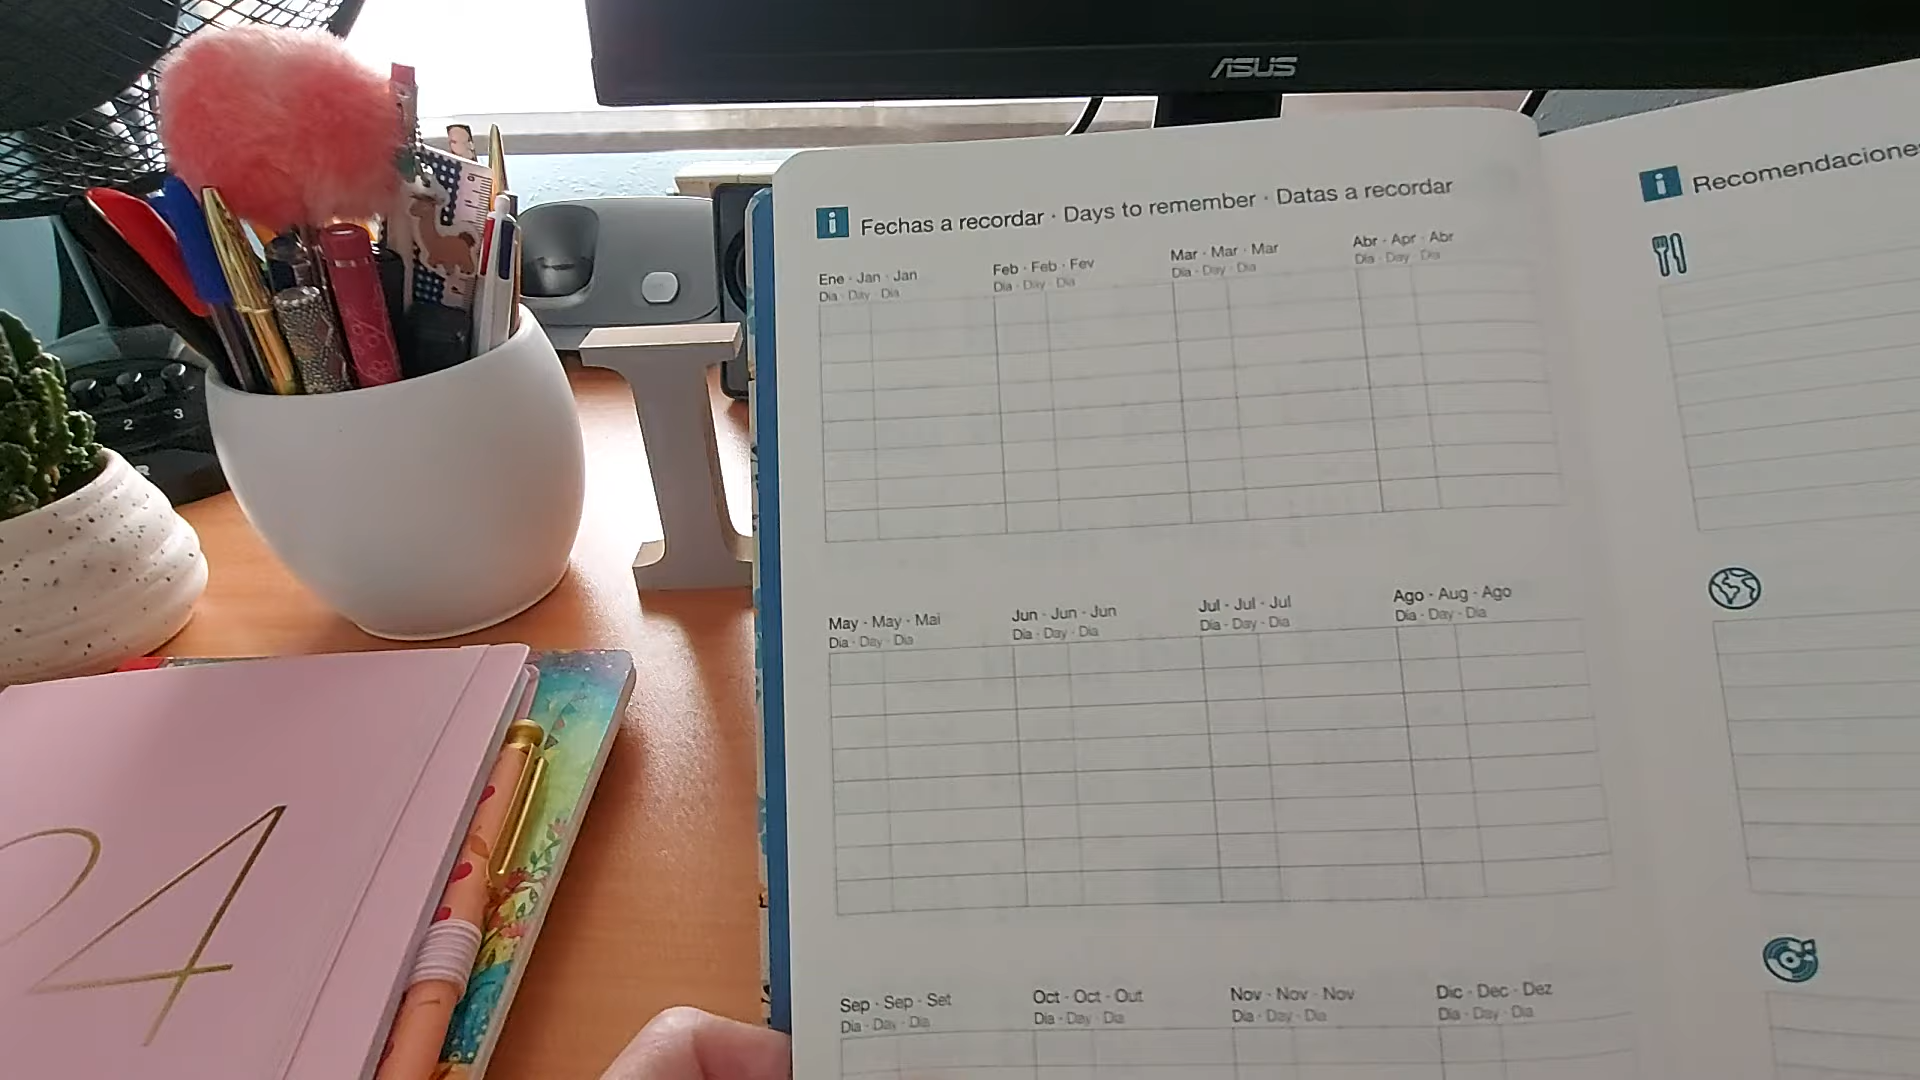 ASUS
i Fechas a recordar · Days to remember · Datas a recordar
Ene · Jan · Jan
Día · Day · Dia
Feb · Feb · Fev
Día · Day · Dia
Mar · Mar · Mar
Día · Day · Dia
Abr · Apr · Abr
Día · Day · Dia
May · May · Mai
Día · Day · Dia
Jun · Jun · Jun
Día · Day · Dia
Jul · Jul · Jul
Día · Day · Dia
Ago · Aug · Ago
Día · Day · Dia
Sep · Sep · Set
Día · Day · Dia
Oct · Oct · Out
Día · Day · Dia
Nov · Nov · Nov
Día · Day · Dia
Dic · Dec · Dez
Día · Day · Dia
i Recomendaciones
2
3
24